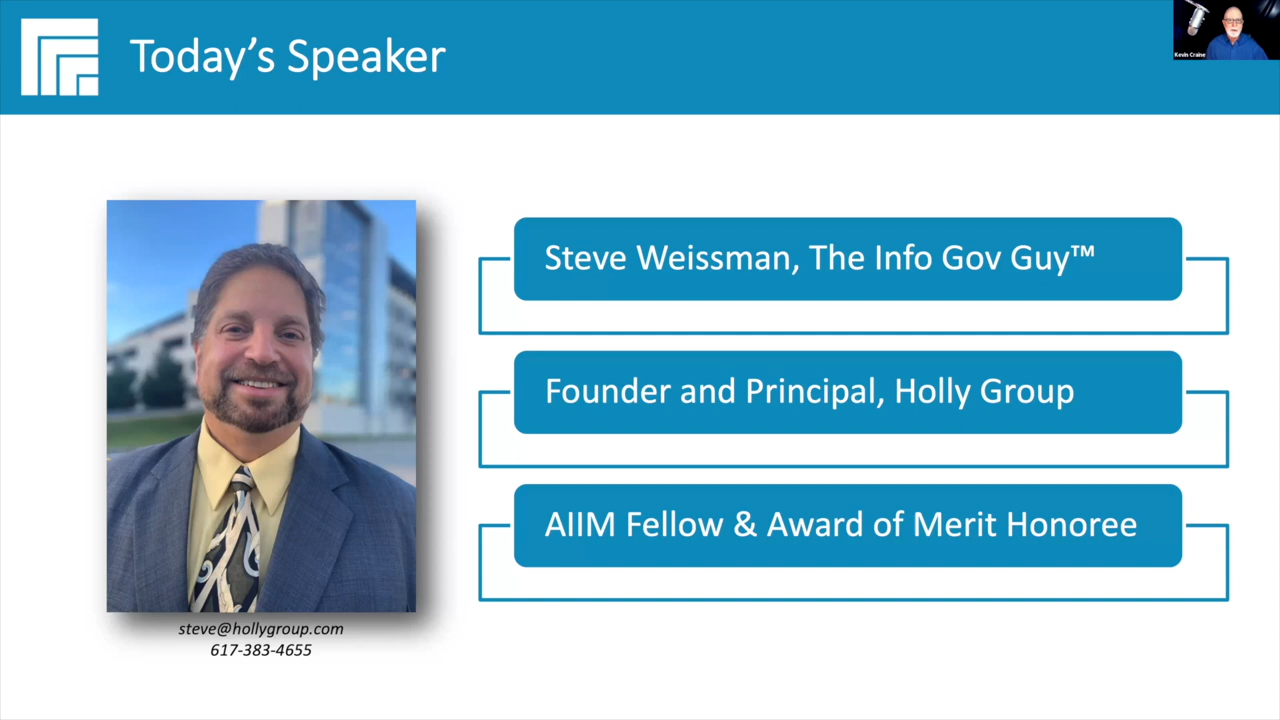 Today’s Speaker
Kevin Craine
Steve Weissman, The Info Gov Guy™
Founder and Principal, Holly Group
AIIM Fellow & Award of Merit Honoree
steve@hollygroup.com
617-383-4655